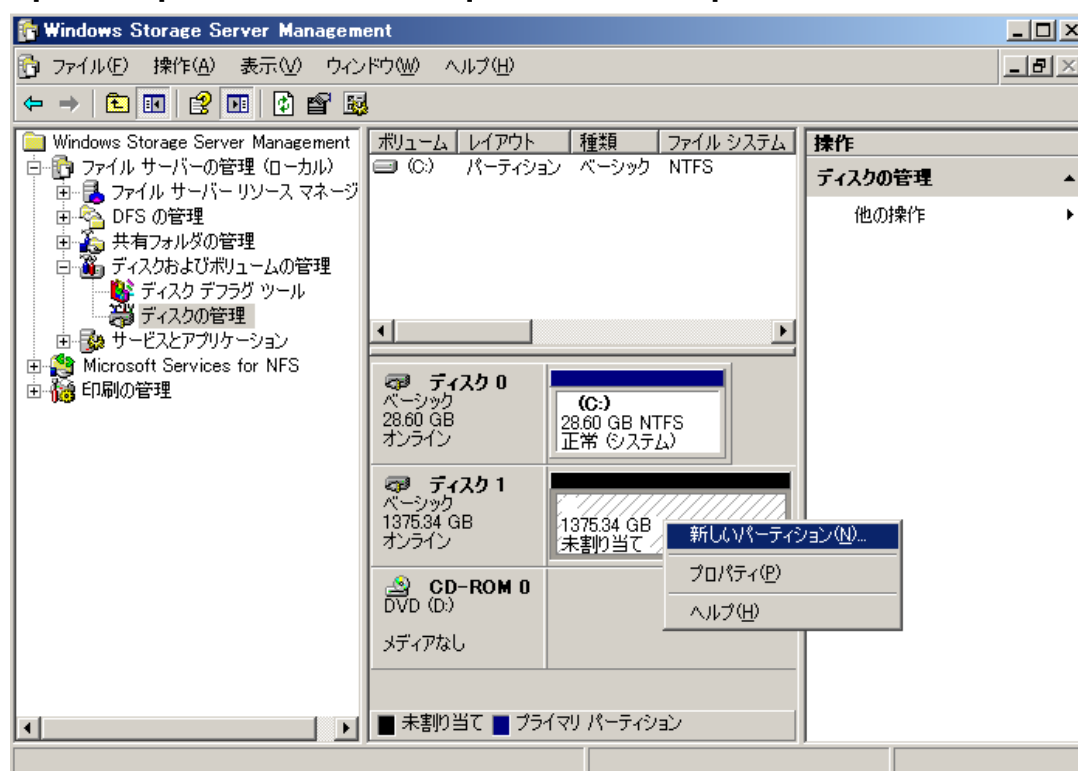 Windows Storage Server Management
ファイル(F) 操作(A) 表示(V) ウィンドウ(W) ヘルプ(H)
Windows Storage Server Management
ファイル サーバーの管理 (ローカル)
ファイル サーバー リソース マネージ
DFS の管理
共有フォルダの管理
ディスクおよびボリュームの管理
ディスク デフラグ ツール
ディスクの管理
サービスとアプリケーション
Microsoft Services for NFS
印刷の管理
ボリューム レイアウト 種類 ファイル システム
(C:) パーティション ベーシック NTFS
ディスク 0
ベーシック
28.60 GB
オンライン
(C:)
28.60 GB NTFS
正常 (システム)
ディスク 1
ベーシック
1375.34 GB
オンライン
1375.34 GB
未割り当て
新しいパーティション(N)...
プロパティ(P)
ヘルプ(H)
CD-ROM 0
DVD (D:)
メディアなし
未割り当て プライマリ パーティション
操作
ディスクの管理
他の操作